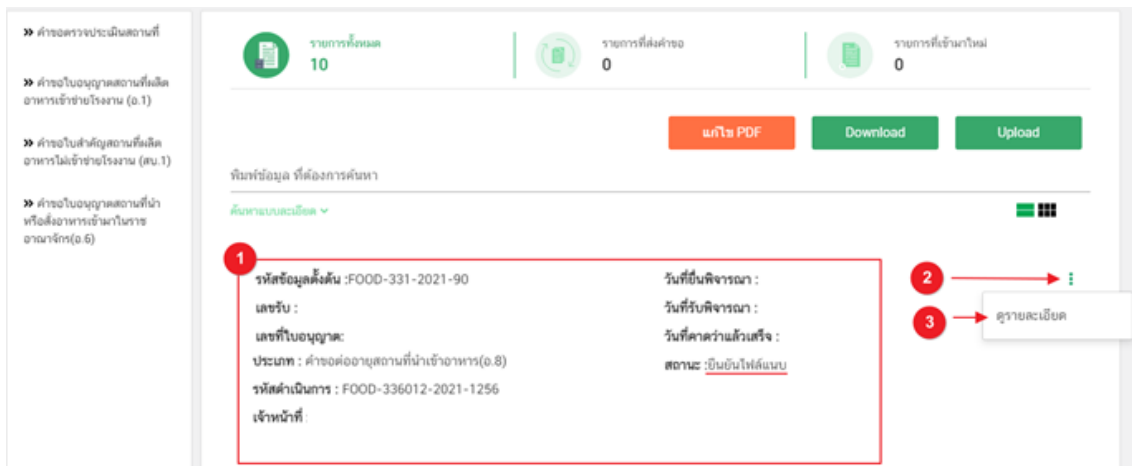 » คำขอตรวจประเมินสถานที่
» คำขอใบอนุญาตสถานที่ผลิต
อาหารเข้าข่ายโรงงาน (อ.1)
» คำขอใบสำคัญสถานที่ผลิต
อาหารไม่เข้าข่ายโรงงาน (สบ.1)
» คำขอใบอนุญาตสถานที่นำ
หรือสั่งอาหารเข้ามาในราช
อาณาจักร(อ.6)
รายการทั้งหมด
10
รายการที่ส่งคำขอ
0
รายการที่เข้ามาใหม่
0
แก้ไข PDF
Download
Upload
พิมพ์ข้อมูล ที่ต้องการค้นหา
ค้นหาแบบละเอียด
1
รหัสข้อมูลตั้งต้น :FOOD-331-2021-90
เลขรับ :
เลขที่ใบอนุญาต:
ประเภท : คำขอต่ออายุสถานที่นำเข้าอาหาร(อ.8)
รหัสดำเนินการ : FOOD-336012-2021-1256
เจ้าหน้าที่ :
วันที่ยื่นพิจารณา :
วันที่รับพิจารณา :
วันที่คาดว่าแล้วเสร็จ :
สถานะ :ยืนยันไฟล์แนบ
2
3
ดูรายละเอียด